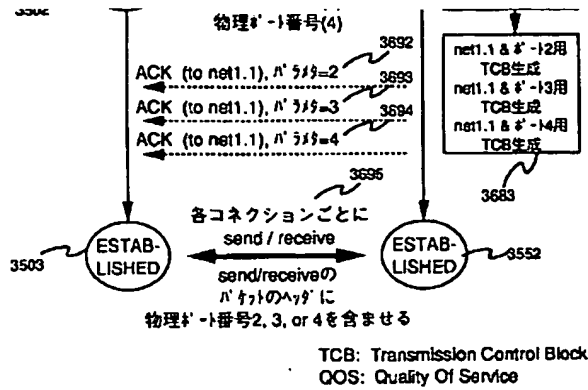 3502
物理ポート番号(4)
3692
ACK (to net1.1), パラメタ=2
3693
ACK (to net1.1), パラメタ=3
3694
ACK (to net1.1), パラメタ=4
net1.1 & ポート2用
TCB生成
net1.1 & ポート3用
TCB生成
net1.1 & ポート4用
TCB生成
3683
3695
各コネクションごとに
send / receive
ESTAB-
LISHED
3503
ESTAB-
LISHED
3552
send/receiveの
パケットのヘッダに
物理ポート番号2, 3, or 4を含ませる
TCB: Transmission Control Block
QOS: Quality Of Service